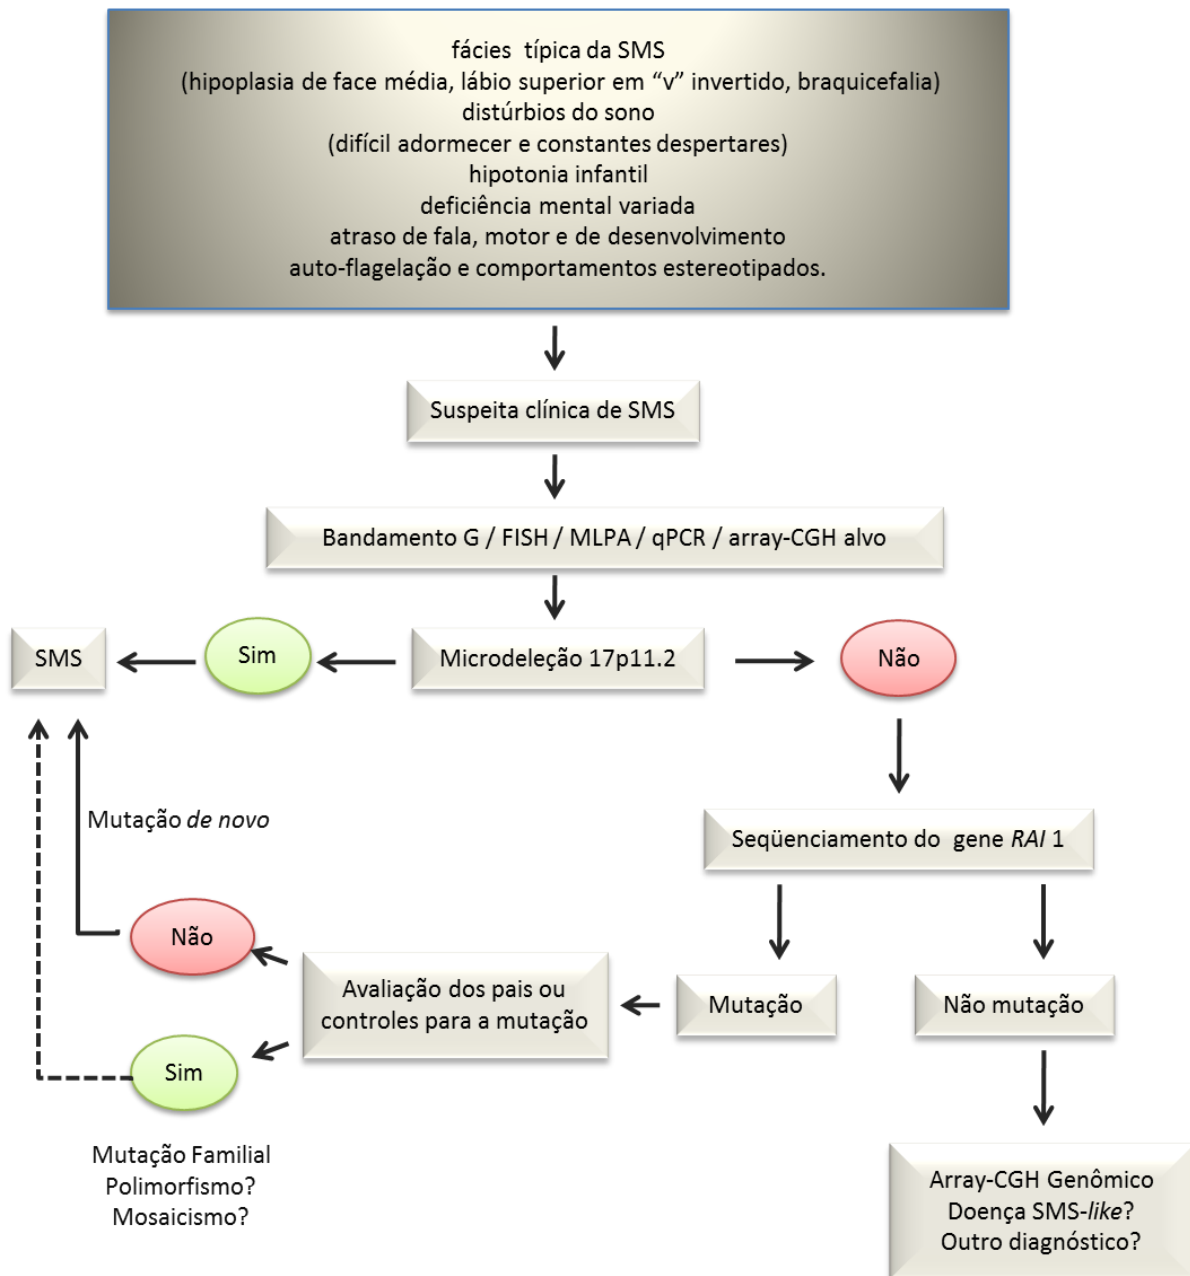 fácies típica da SMS
(hipoplasia de face média, lábio superior em “v” invertido, braquicefalia)
distúrbios do sono
(difícil adormecer e constantes despertares)
hipotonia infantil
deficiência mental variada
atraso de fala, motor e de desenvolvimento
auto-flagelação e comportamentos estereotipados.
Suspeita clínica de SMS
Bandamento G / FISH / MLPA / qPCR / array-CGH alvo
SMS
Sim
Microdeleção 17p11.2
Não
Mutação de novo
Seqüenciamento do gene RAI 1
Não
Avaliação dos pais ou
controles para a mutação
Mutação
Não mutação
Sim
Mutação Familial
Polimorfismo?
Mosaicismo?
Array-CGH Genômico
Doença SMS-like?
Outro diagnóstico?